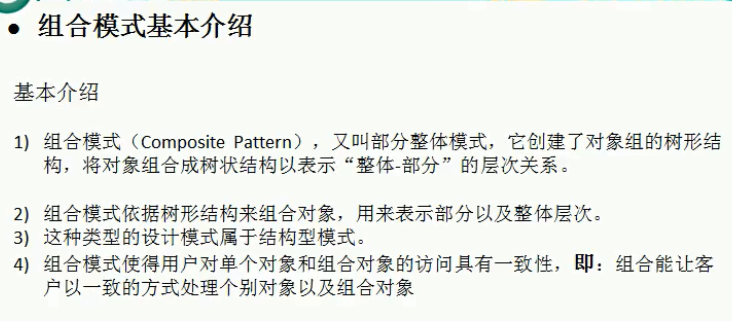 ● 组合模式基本介绍
基本介绍
1) 组合模式（Composite Pattern），又叫部分整体模式，它创建了对象组的树形结
构，将对象组合成树状结构以表示“整体-部分”的层次关系。
2) 组合模式依据树形结构来组合对象，用来表示部分以及整体层次。
3) 这种类型的设计模式属于结构型模式。
4) 组合模式使得用户对单个对象和组合对象的访问具有一致性，即：组合能让客
户以一致的方式处理个别对象以及组合对象